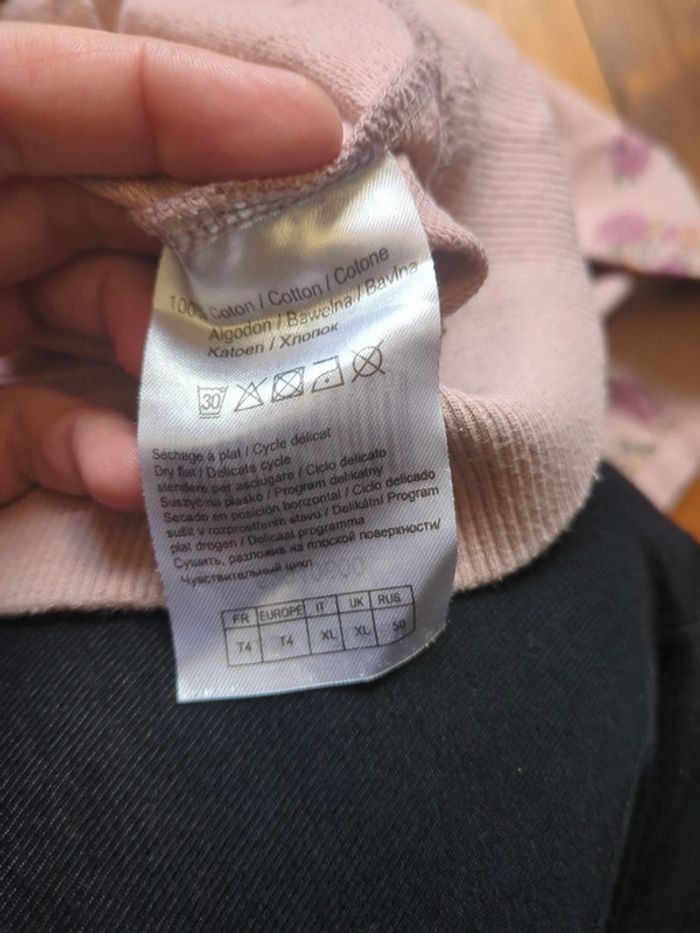 100% Coton / Cotton / Cotone
Algodon / Bawełna / Bavlna
Katoen / Хлопок
30
Séchage à plat / Cycle délicat
Dry flat / Delicate cycle
stendere per asciugare / Ciclo delicato
Suszyć na płasko / Program delikatny
Secado en posición horizontal / Ciclo delicado
sušit v rozprostřeném stavu / Delikátní Program
plat drogen / Delicaat programma
Сушить, разложив на плоской поверхности/
Чувствительный цикл
FR EUROPE IT UK RUS
T4 T4 XL XL 50